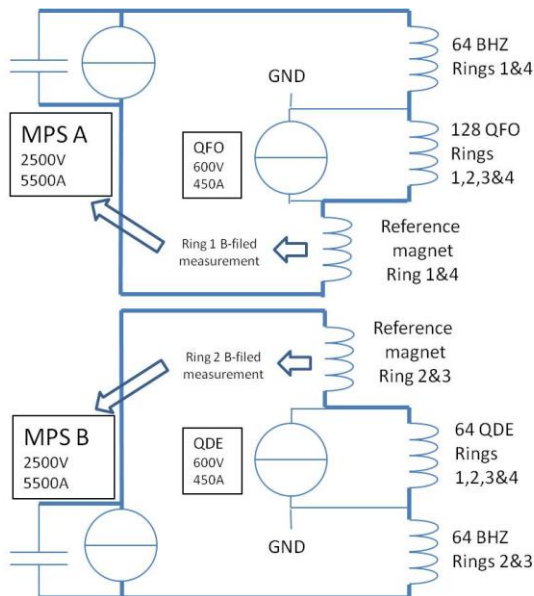 64 BHZ
Rings 1&4
GND
MPS A
2500V
5500A
QFO
600V
450A
128 QFO
Rings
1,2,3&4
Ring 1 B-filed
measurement
Reference
magnet
Ring 1&4
Ring 2 B-filed
measurement
Reference
magnet
Ring 2&3
MPS B
2500V
5500A
QDE
600V
450A
64 QDE
Rings
1,2,3&4
GND
64 BHZ
Rings 2&3